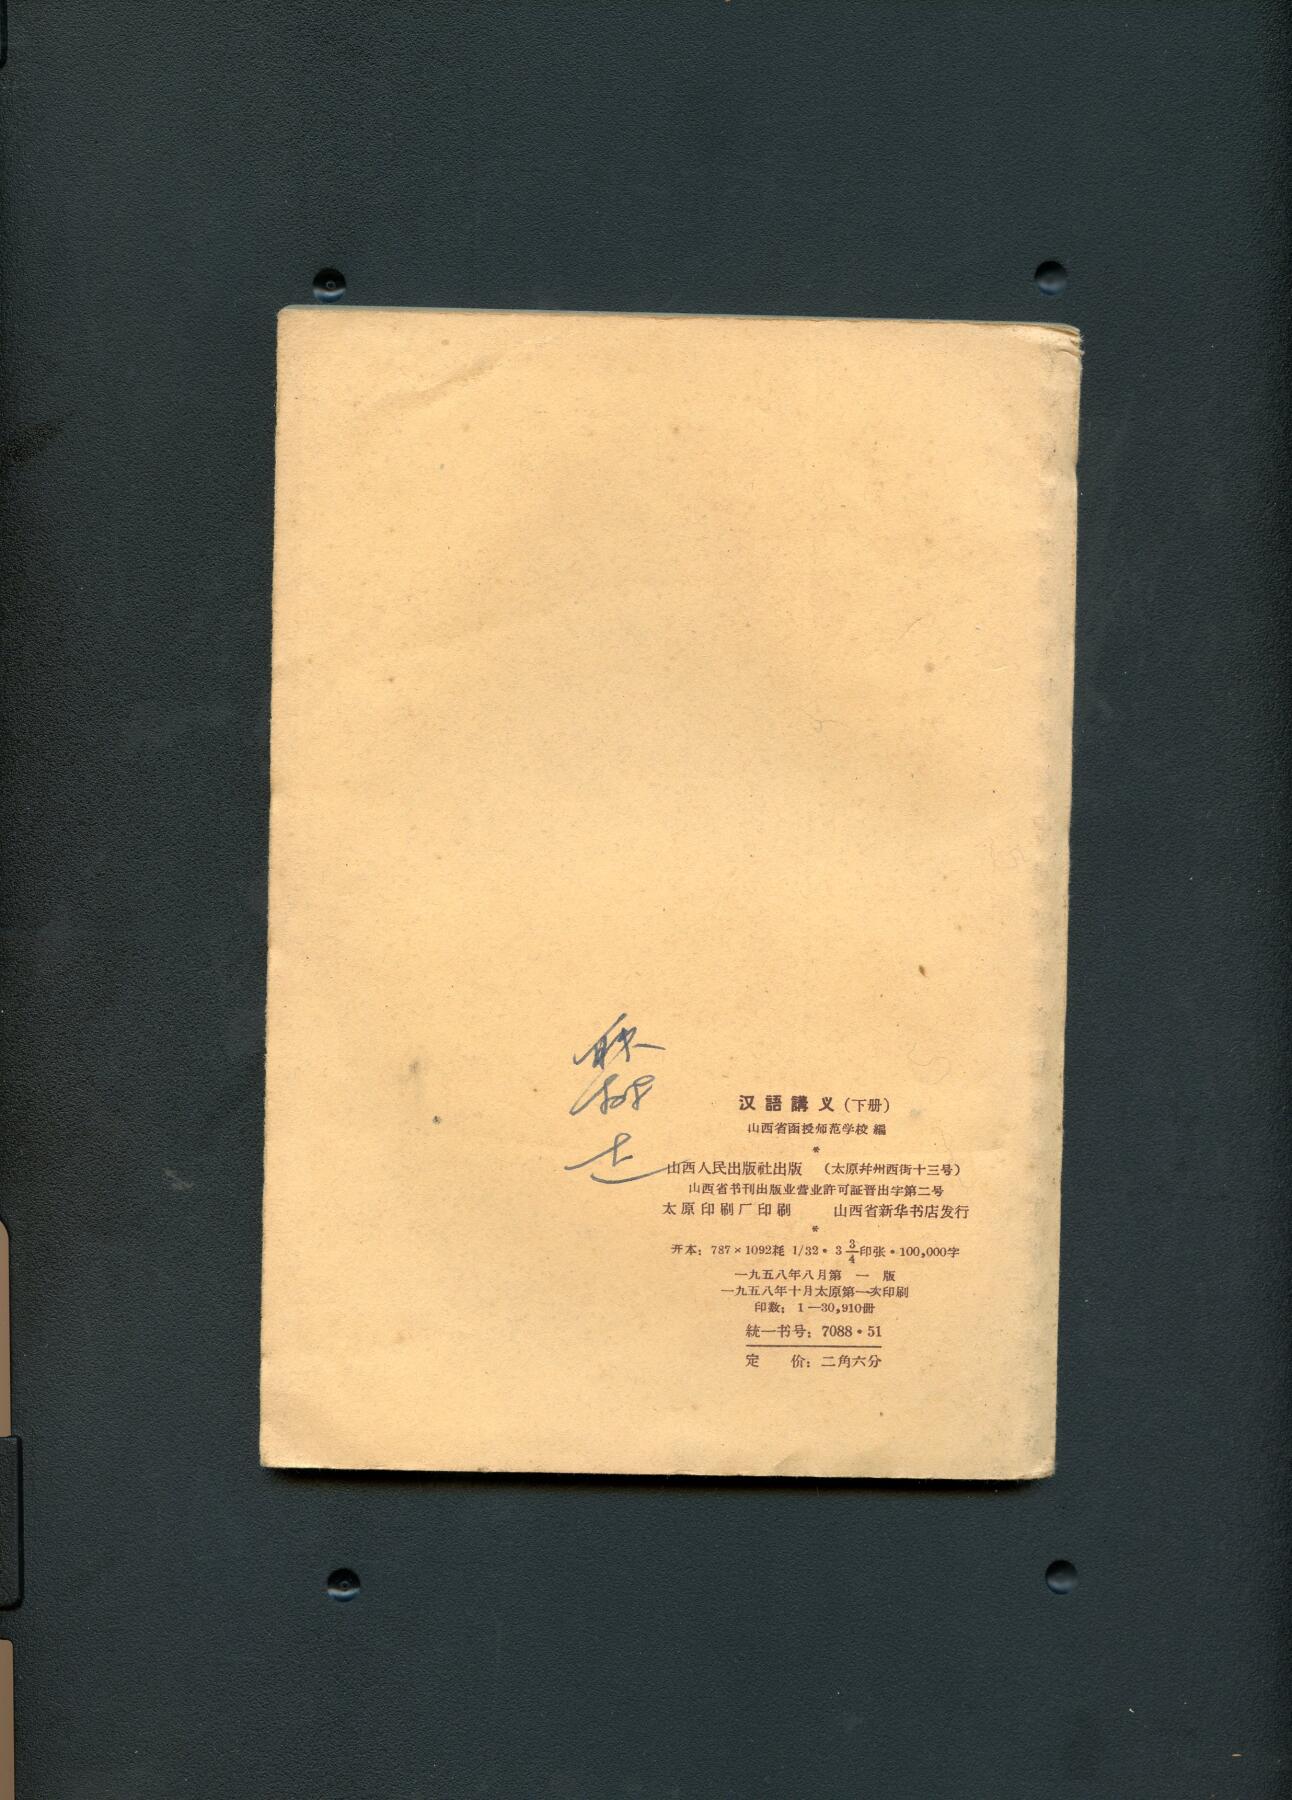 汉語講义(下册)
山西省函授师范学校編
*
山西人民出版社出版 (太原幷州西街十三号)
山西省书刊出版业营业許可証晋出字第二号
太原印刷厂印刷 山西省新华书店发行
*
开本：787×1092耗 1/32·3 3/4印张·100,000字
一九五八年八月第一版
一九五八年十月太原第一次印刷
印数：1—30,910册
統一书号：7088·51
定 价：二角六分